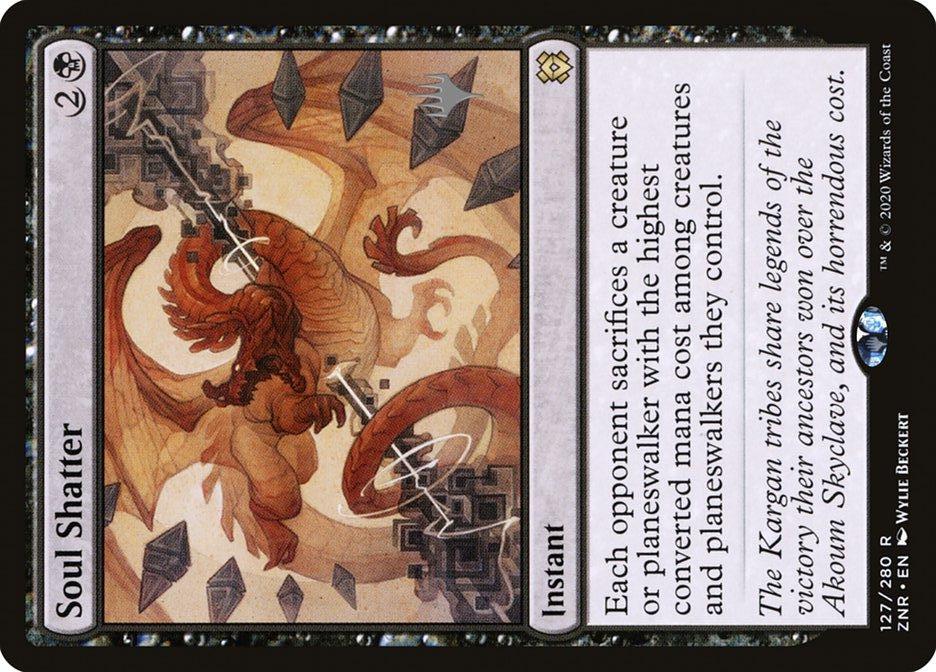 Soul Shatter 2
Instant
Each opponent sacrifices a creature
or planeswalker with the highest
converted mana cost among creatures
and planeswalkers they control.
The Kargan tribes share legends of the
victory their ancestors won over the
Akoum Skyclave, and its horrendous cost.
127/280 R
ZNR • EN Wylie Beckert
™ & © 2020 Wizards of the Coast